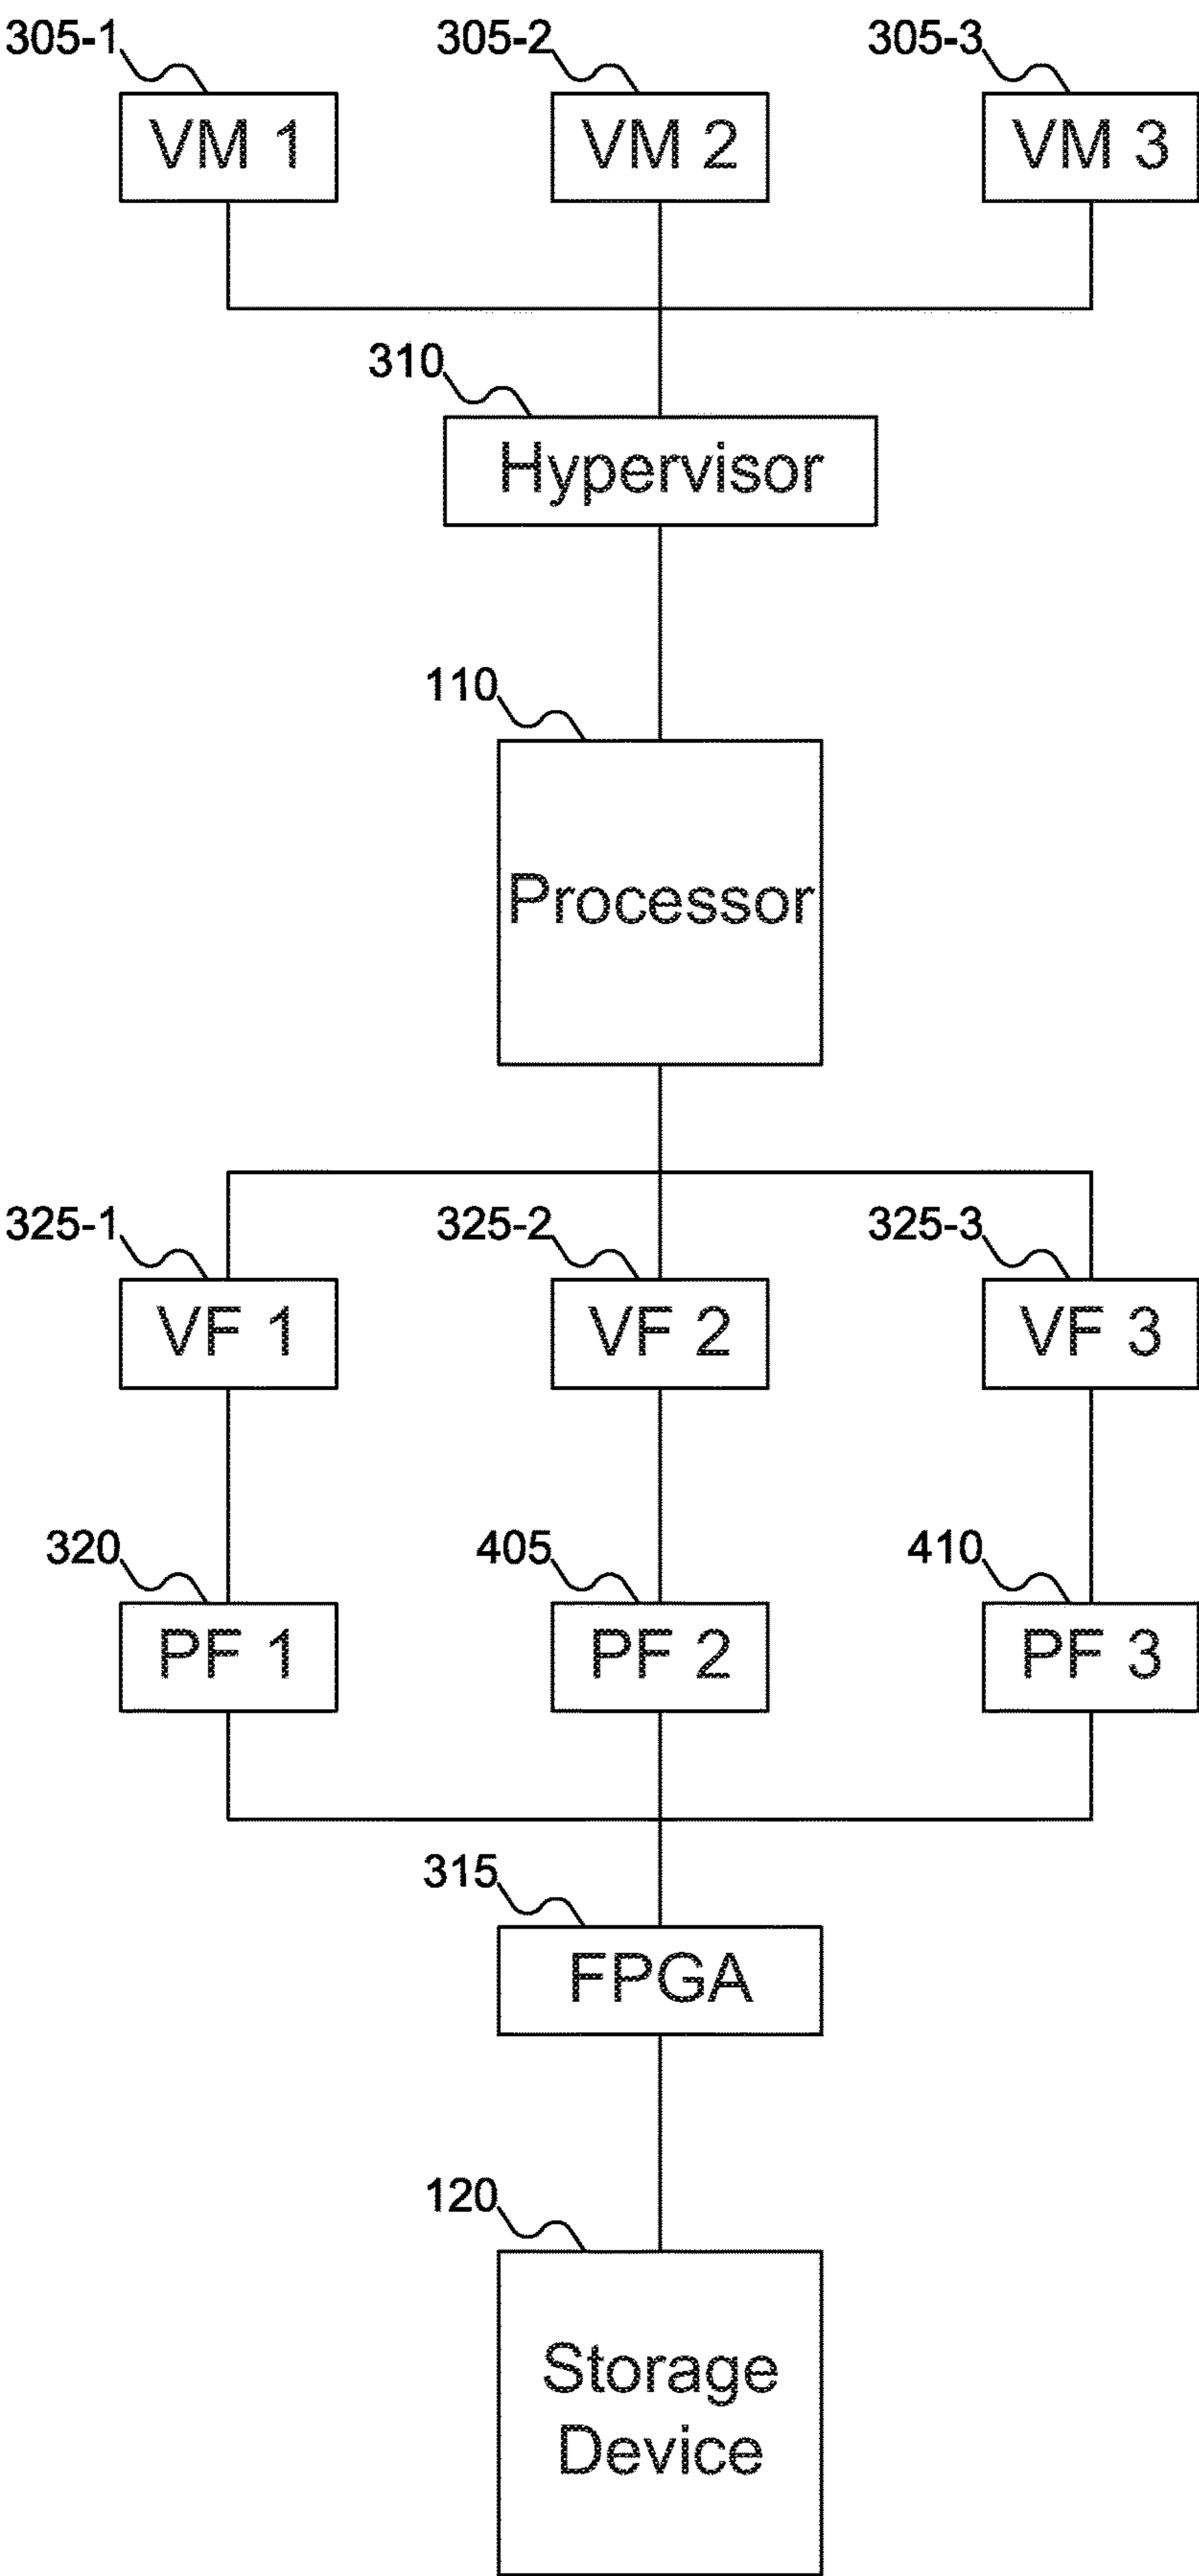 305-1 305-2 305-3
VM 1 VM 2 VM 3
310
Hypervisor
110
Processor
325-1 325-2 325-3
VF 1 VF 2 VF 3
320 405 410
PF 1 PF 2 PF 3
315
FPGA
120
Storage
Device